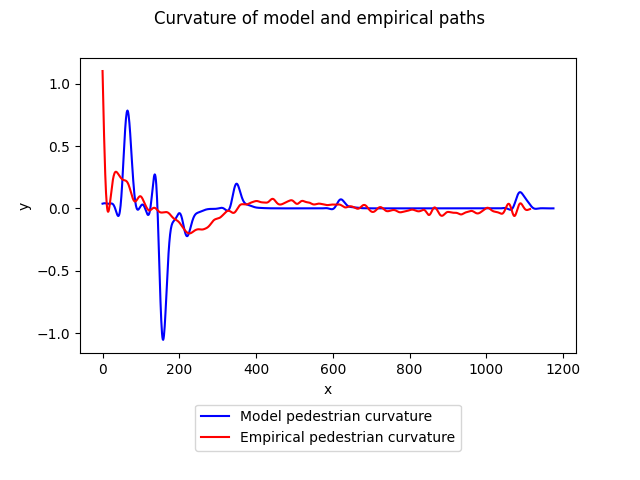 Curvature of model and empirical paths
1.0
0.5
0.0
−0.5
−1.0
y
0 200 400 600 800 1000 1200
x
Model pedestrian curvature
Empirical pedestrian curvature